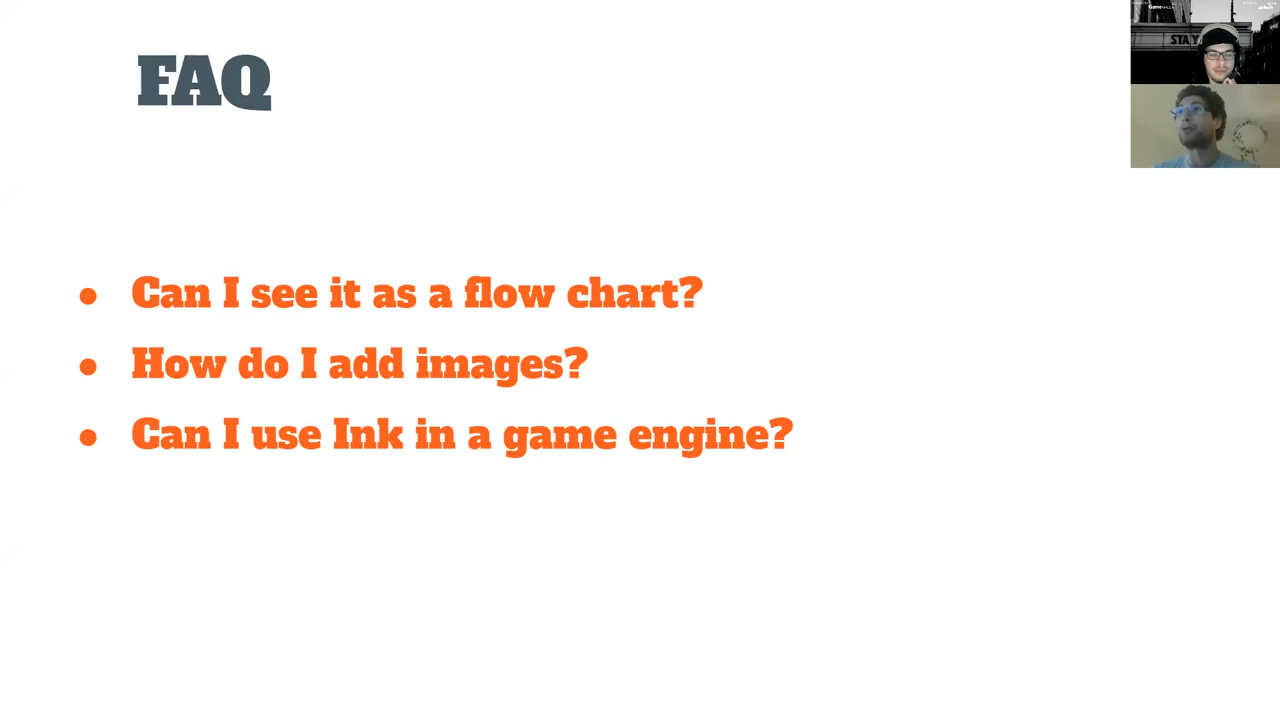 FAQ
● Can I see it as a flow chart?
● How do I add images?
● Can I use Ink in a game engine?